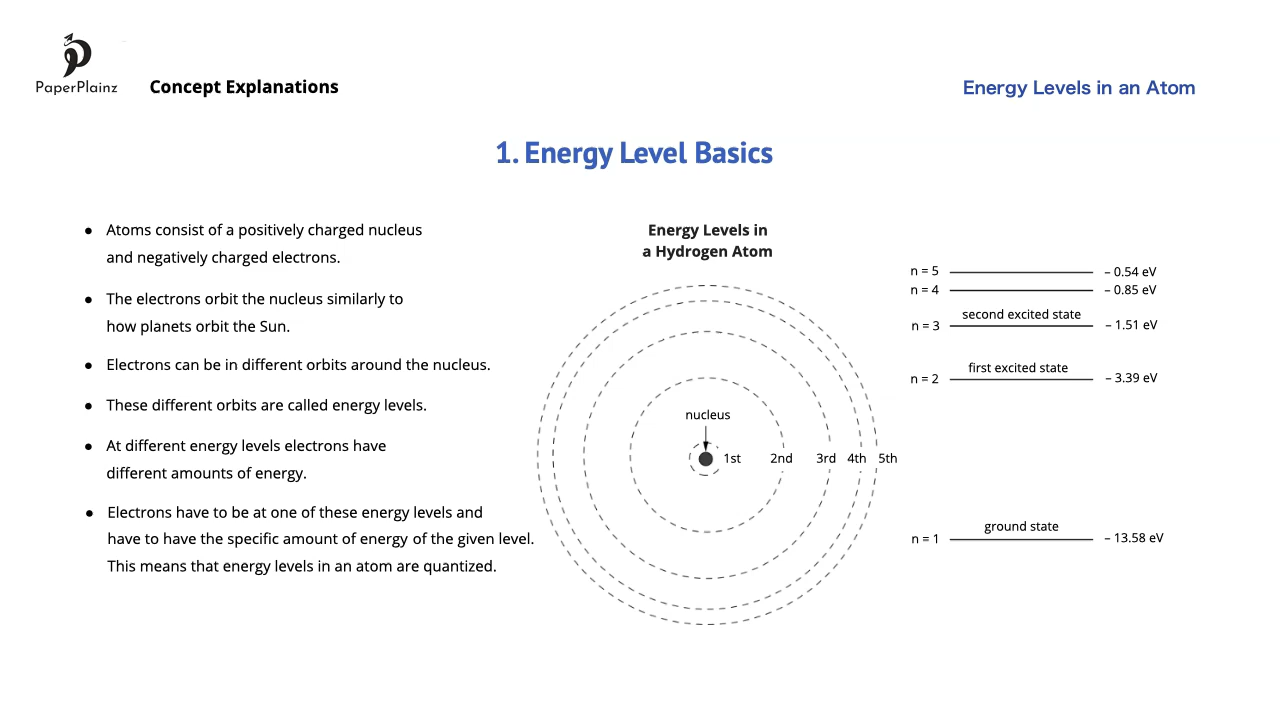 PaperPlainz
Concept Explanations
Energy Levels in an Atom
1. Energy Level Basics
● Atoms consist of a positively charged nucleus
and negatively charged electrons.
● The electrons orbit the nucleus similarly to
how planets orbit the Sun.
● Electrons can be in different orbits around the nucleus.
● These different orbits are called energy levels.
● At different energy levels electrons have
different amounts of energy.
● Electrons have to be at one of these energy levels and
have to have the specific amount of energy of the given level.
This means that energy levels in an atom are quantized.
Energy Levels in
a Hydrogen Atom
nucleus
1st 2nd 3rd 4th 5th
n = 5 – 0.54 eV
n = 4 – 0.85 eV
second excited state
n = 3 – 1.51 eV
first excited state
n = 2 – 3.39 eV
ground state
n = 1 – 13.58 eV